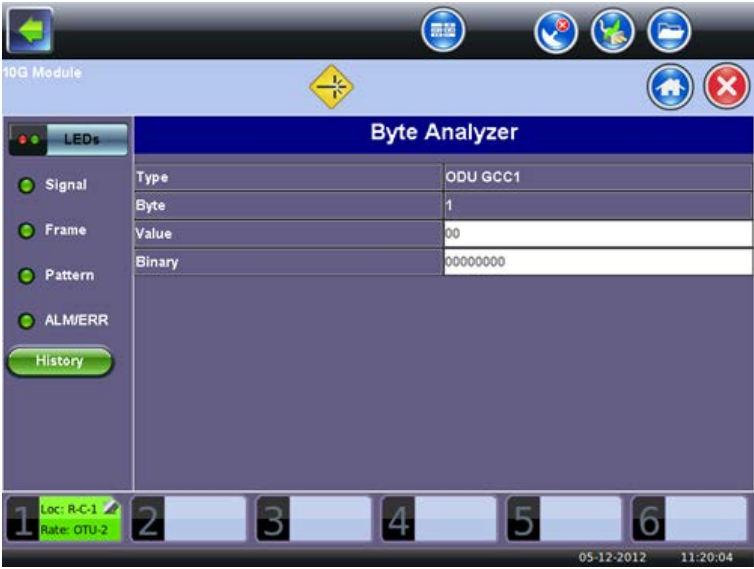 10G Module
LEDs
Byte Analyzer
Signal
Frame
Pattern
ALM/ERR
History
Type ODU GCC1
Byte 1
Value 00
Binary 00000000
1 Loc: R-C-1
Rate: OTU-2
2
3
4
5
6
05-12-2012 11:20:04